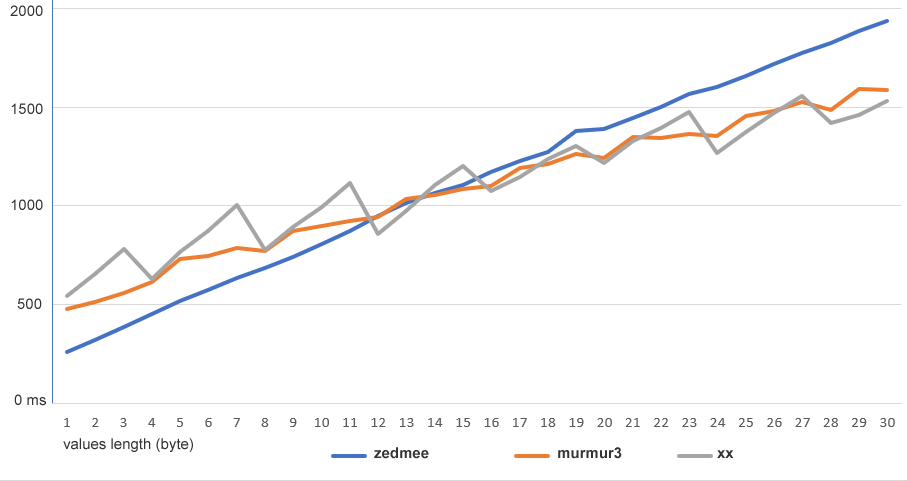 2000
1500
1000
500
0 ms
1 2 3 4 5 6 7 8 9 10 11 12 13 14 15 16 17 18 19 20 21 22 23 24 25 26 27 28 29 30
values length (byte)
zedmee murmur3 xx